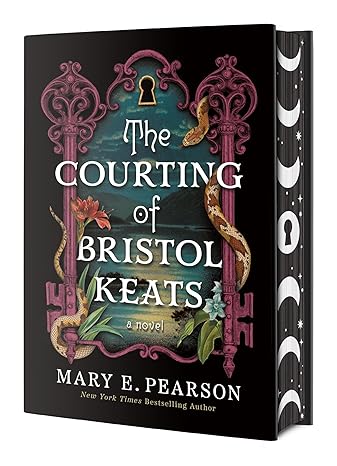 The
COURTING
of
BRISTOL
KEATS
a novel
MARY E. PEARSON
New York Times Bestselling Author